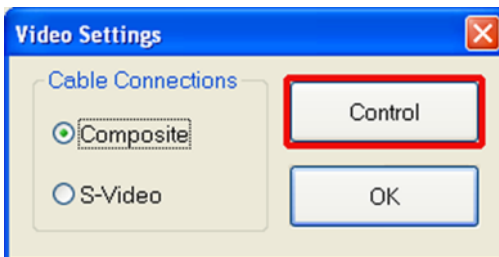 Video Settings
Cable Connections
Composite
S-Video
Control
OK